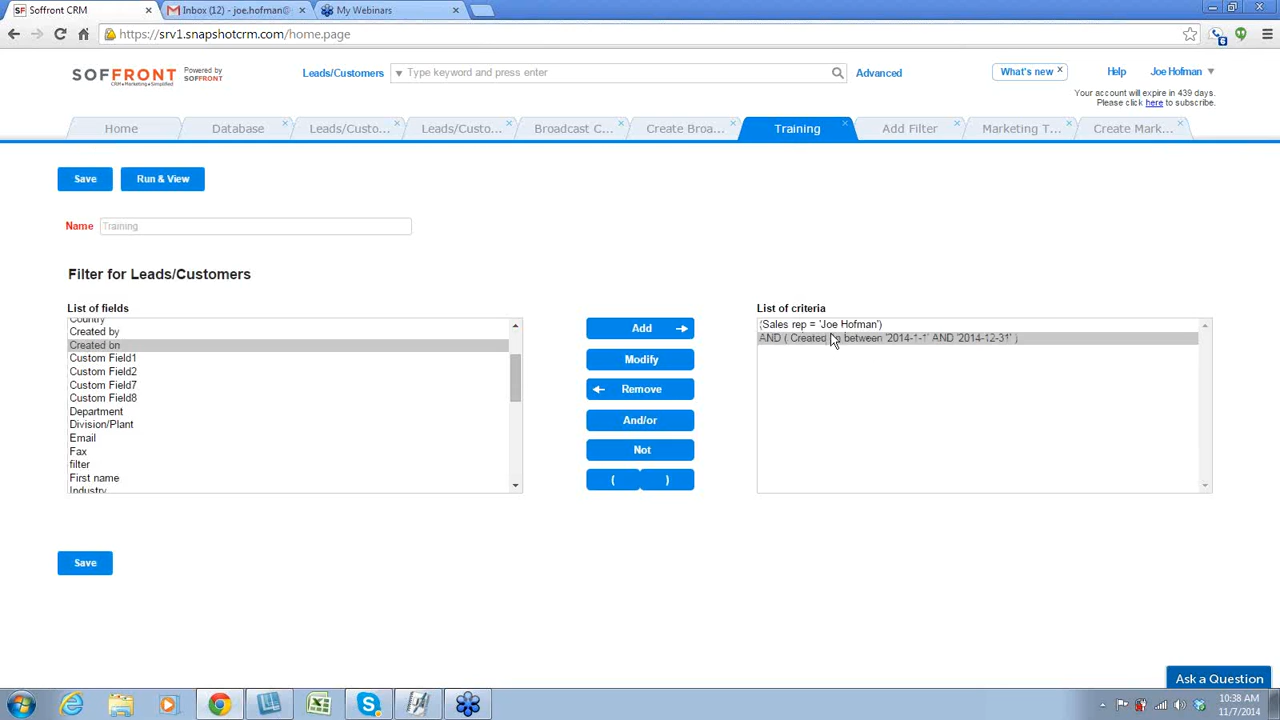 SF Soffront CRM
Inbox (12) - joe.hofman@
My Webinars
https://srv1.snapshotcrm.com/home.page
6
SOFFRONT
CRM • Marketing • Simplified
Powered by
SOFFRONT
Leads/Customers
Type keyword and press enter
Advanced
What's new x
Help
Joe Hofman
Your account will expire in 439 days.
Please click here to subscribe.
Home
Database
Leads/Custo...
Leads/Custo...
Broadcast C...
Create Broa...
Training
Add Filter
Marketing T...
Create Mark...
Save
Run & View
Name
Training
Filter for Leads/Customers
List of fields
Country
Created by
Created on
Custom Field1
Custom Field2
Custom Field7
Custom Field8
Department
Division/Plant
Email
Fax
filter
First name
Industry
Add
Modify
Remove
And/or
Not
(
)
List of criteria
(Sales rep = 'Joe Hofman')
AND ( Created on between '2014-1-1' AND '2014-12-31' )
Save
Ask a Question
10:38 AM
11/7/2014